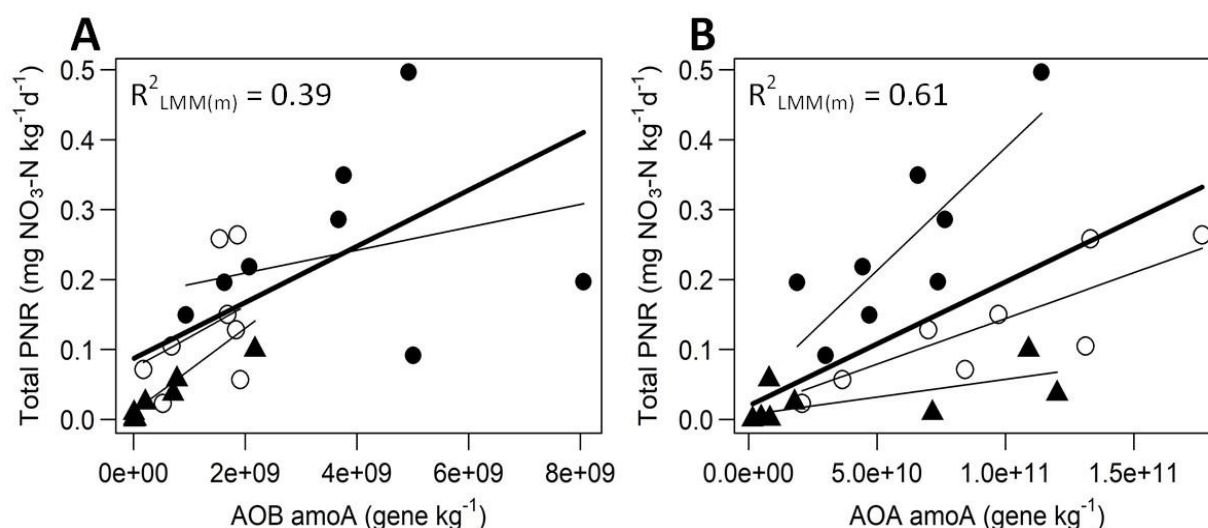 A
R²LMM(m) = 0.39
Total PNR (mg NO₃-N kg⁻¹d⁻¹)
0.5
0.4
0.3
0.2
0.1
0.0
0e+00 2e+09 4e+09 6e+09 8e+09
AOB amoA (gene kg⁻¹)
B
R²LMM(m) = 0.61
Total PNR (mg NO₃-N kg⁻¹d⁻¹)
0.5
0.4
0.3
0.2
0.1
0.0
0.0e+00 5.0e+10 1.0e+11 1.5e+11
AOA amoA (gene kg⁻¹)